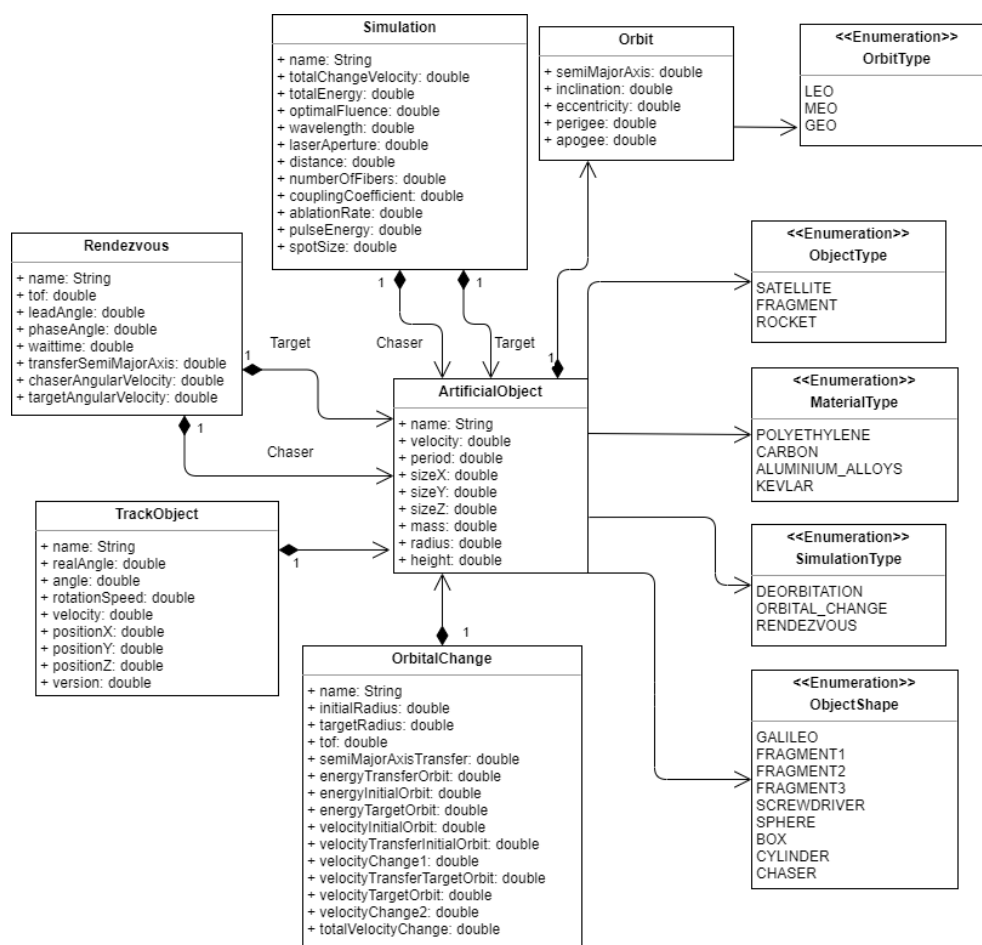 Simulation
+ name: String
+ totalChangeVelocity: double
+ totalEnergy: double
+ optimalFluence: double
+ wavelength: double
+ laserAperture: double
+ distance: double
+ numberOfFibers: double
+ couplingCoefficient: double
+ ablationRate: double
+ pulseEnergy: double
+ spotSize: double
1
1
Chaser
Target
Orbit
+ semiMajorAxis: double
+ inclination: double
+ eccentricity: double
+ perigee: double
+ apogee: double
<<Enumeration>>
OrbitType
LEO
MEO
GEO
Rendezvous
+ name: String
+ tof: double
+ leadAngle: double
+ phaseAngle: double
+ waittime: double
+ transferSemiMajorAxis: double
+ chaserAngularVelocity: double
+ targetAngularVelocity: double
Target
1
1
Chaser
1
ArtificialObject
+ name: String
+ velocity: double
+ period: double
+ sizeX: double
+ sizeY: double
+ sizeZ: double
+ mass: double
+ radius: double
+ height: double
<<Enumeration>>
ObjectType
SATELLITE
FRAGMENT
ROCKET
<<Enumeration>>
MaterialType
POLYETHYLENE
CARBON
ALUMINIUM_ALLOYS
KEVLAR
TrackObject
+ name: String
+ realAngle: double
+ angle: double
+ rotationSpeed: double
+ velocity: double
+ positionX: double
+ positionY: double
+ positionZ: double
+ version: double
1
<<Enumeration>>
SimulationType
DEORBITATION
ORBITAL_CHANGE
RENDEZVOUS
1
OrbitalChange
+ name: String
+ initialRadius: double
+ targetRadius: double
+ tof: double
+ semiMajorAxisTransfer: double
+ energyTransferOrbit: double
+ energyInitialOrbit: double
+ energyTargetOrbit: double
+ velocityInitialOrbit: double
+ velocityTransferInitialOrbit: double
+ velocityChange1: double
+ velocityTransferTargetOrbit: double
+ velocityTargetOrbit: double
+ velocityChange2: double
+ totalVelocityChange: double
<<Enumeration>>
ObjectShape
GALILEO
FRAGMENT1
FRAGMENT2
FRAGMENT3
SCREWDRIVER
SPHERE
BOX
CYLINDER
CHASER